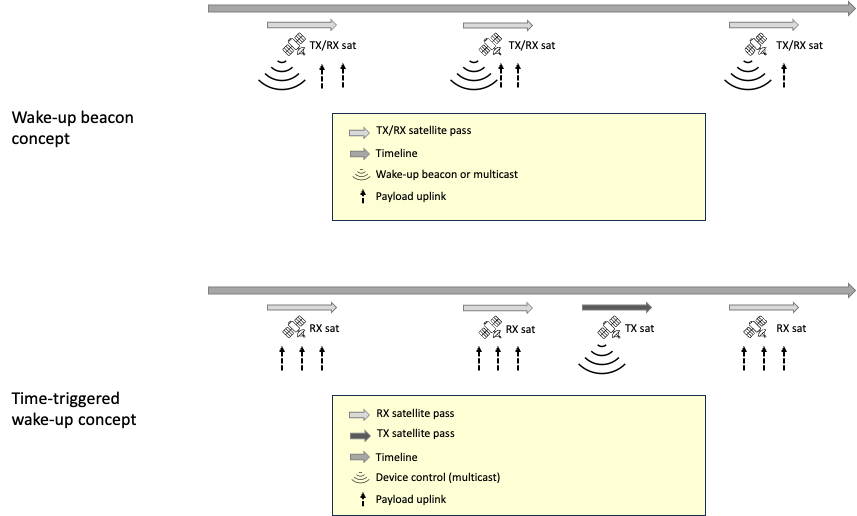 TX/RX sat
TX/RX sat
TX/RX sat
Wake-up beacon
concept
TX/RX satellite pass
Timeline
Wake-up beacon or multicast
Payload uplink
RX sat
RX sat
TX sat
RX sat
Time-triggered
wake-up concept
RX satellite pass
TX satellite pass
Timeline
Device control (multicast)
Payload uplink